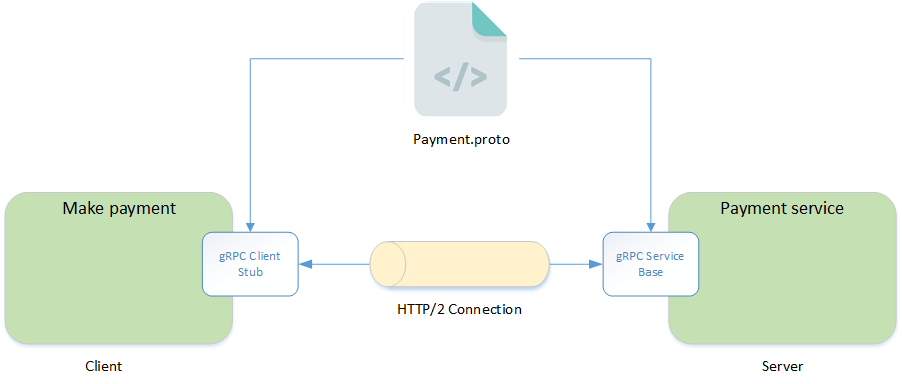 </>
Payment.proto
Make payment
Payment service
gRPC Client
Stub
gRPC Service
Base
HTTP/2 Connection
Client
Server